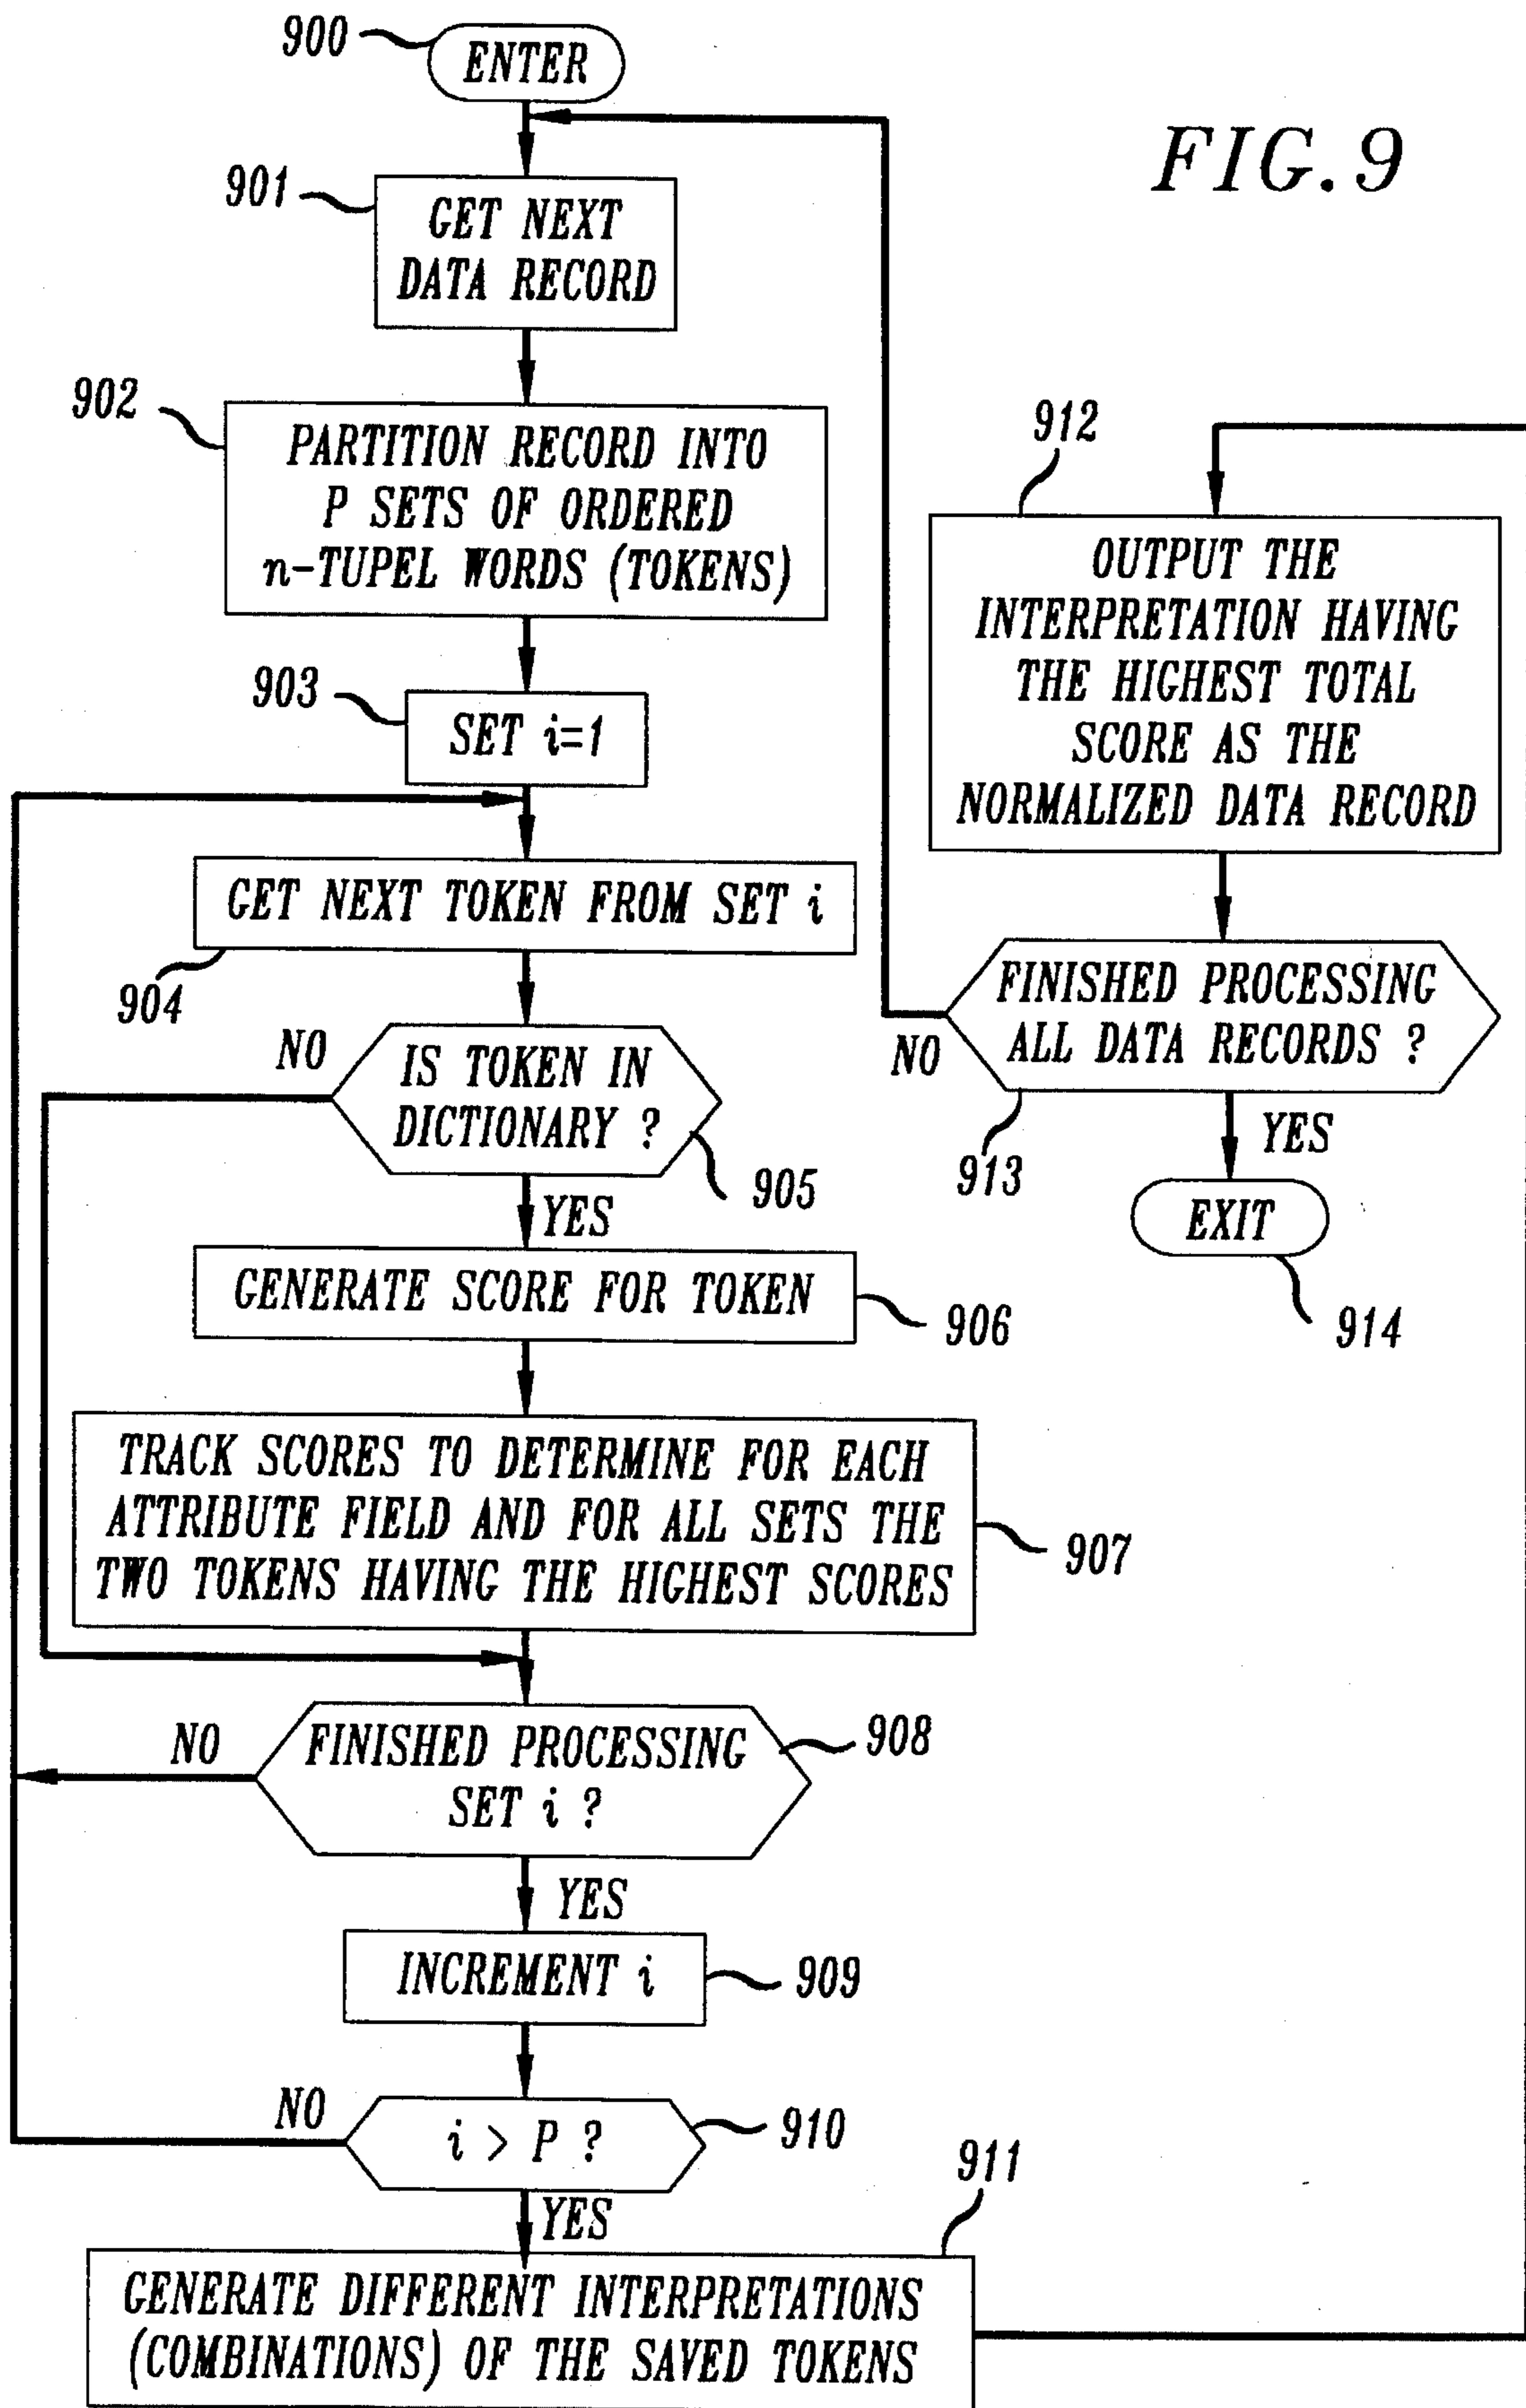 900
ENTER
FIG. 9
901
GET NEXT
DATA RECORD
902
PARTITION RECORD INTO
P SETS OF ORDERED
n-TUPEL WORDS (TOKENS)
903
SET i=1
GET NEXT TOKEN FROM SET i
904
NO
IS TOKEN IN
DICTIONARY ?
905
YES
GENERATE SCORE FOR TOKEN
906
TRACK SCORES TO DETERMINE FOR EACH
ATTRIBUTE FIELD AND FOR ALL SETS THE
TWO TOKENS HAVING THE HIGHEST SCORES
907
NO
FINISHED PROCESSING
SET i ?
908
YES
INCREMENT i
909
NO
i > P ?
910
YES
911
GENERATE DIFFERENT INTERPRETATIONS
(COMBINATIONS) OF THE SAVED TOKENS
912
OUTPUT THE
INTERPRETATION HAVING
THE HIGHEST TOTAL
SCORE AS THE
NORMALIZED DATA RECORD
FINISHED PROCESSING
ALL DATA RECORDS ?
NO
913
YES
EXIT
914